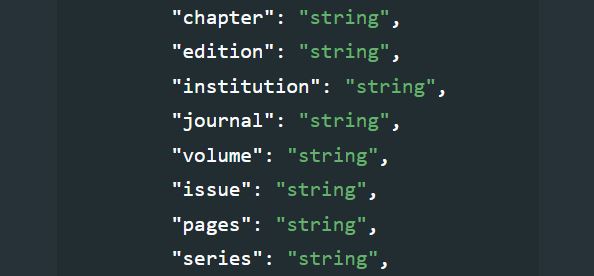 "chapter": "string",
"edition": "string",
"institution": "string",
"journal": "string",
"volume": "string",
"issue": "string",
"pages": "string",
"series": "string",